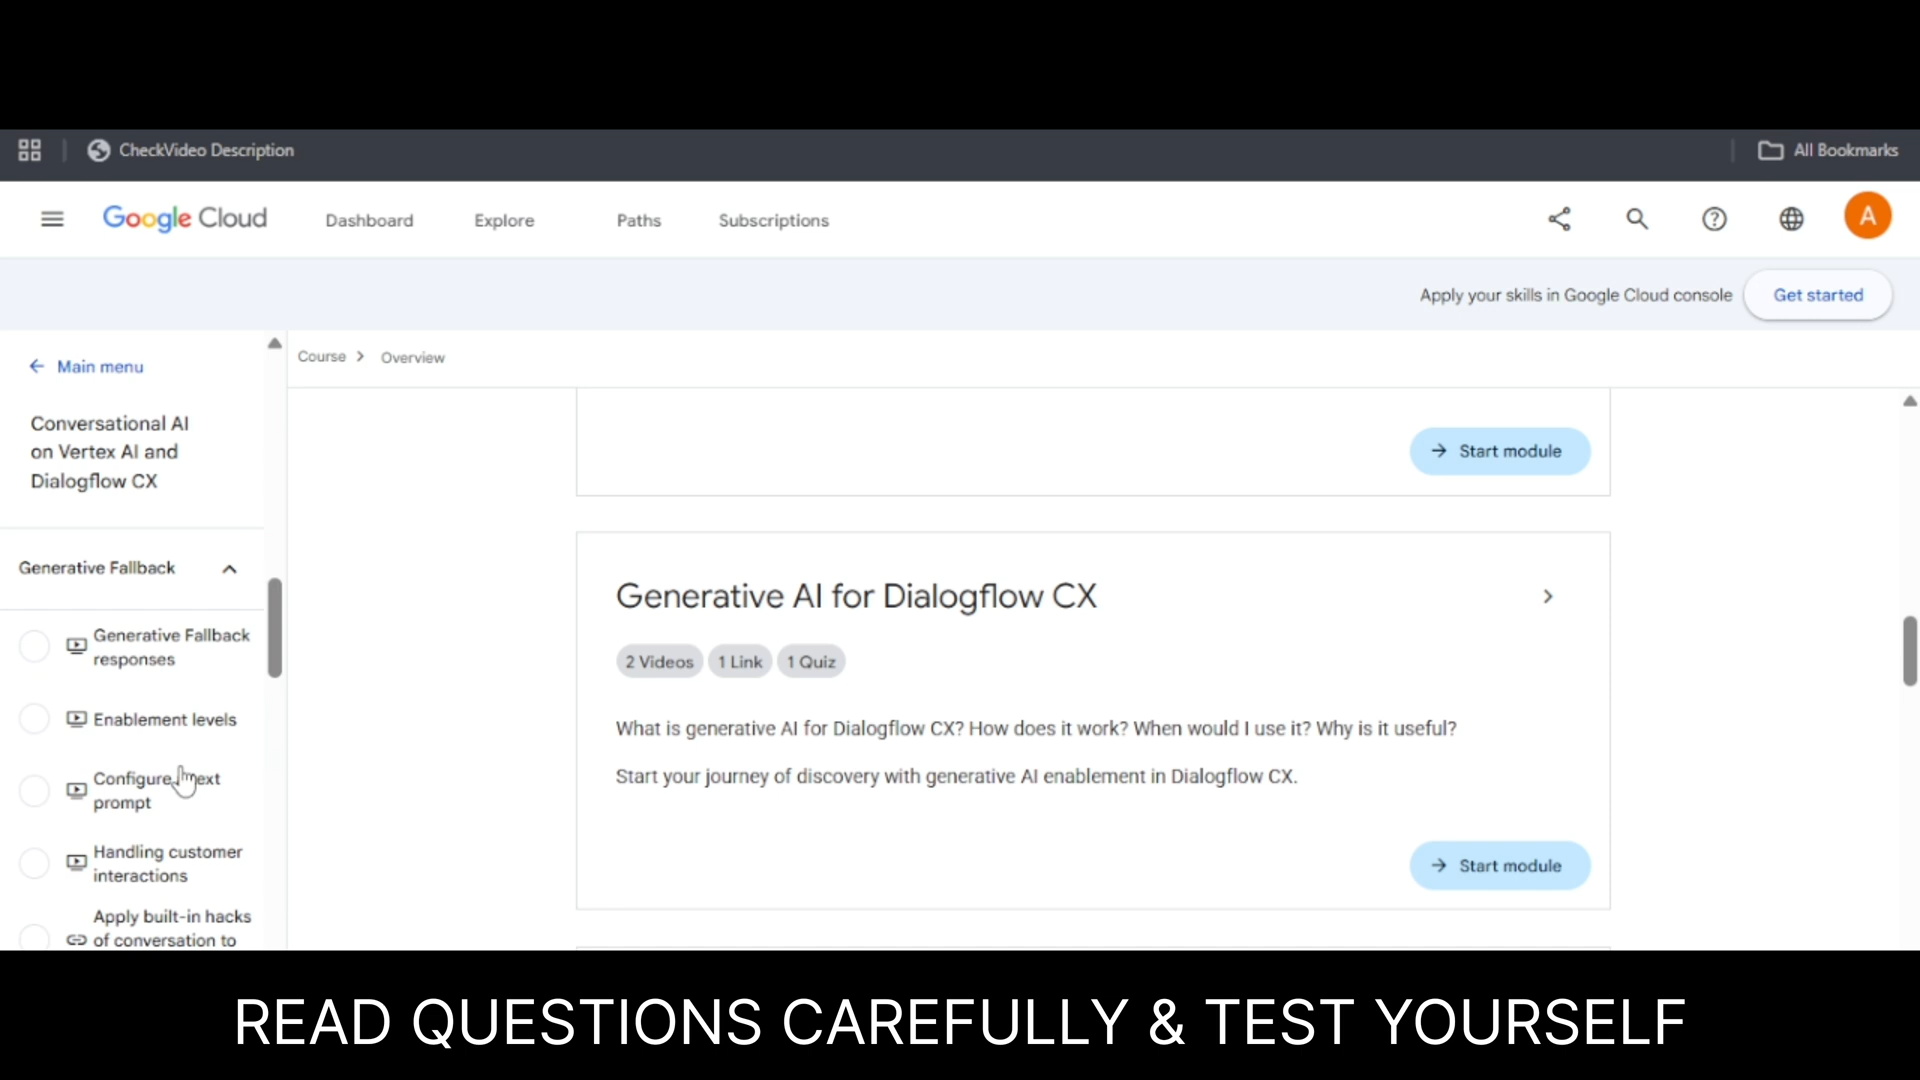 CheckVideo Description
All Bookmarks
Google Cloud
Dashboard
Explore
Paths
Subscriptions
A
Apply your skills in Google Cloud console
Get started
Main menu
Course
Overview
Conversational AI
on Vertex AI and
Dialogflow CX
Start module
Generative Fallback
Generative AI for Dialogflow CX
Generative Fallback
responses
2 Videos
1 Link
1 Quiz
Enablement levels
What is generative AI for Dialogflow CX? How does it work? When would I use it? Why is it useful?
Configure
prompt
Start your journey of discovery with generative AI enablement in Dialogflow CX.
Handling customer
interactions
Start module
Apply built-in hacks
of conversation to
READ QUESTIONS CAREFULLY & TEST YOURSELF